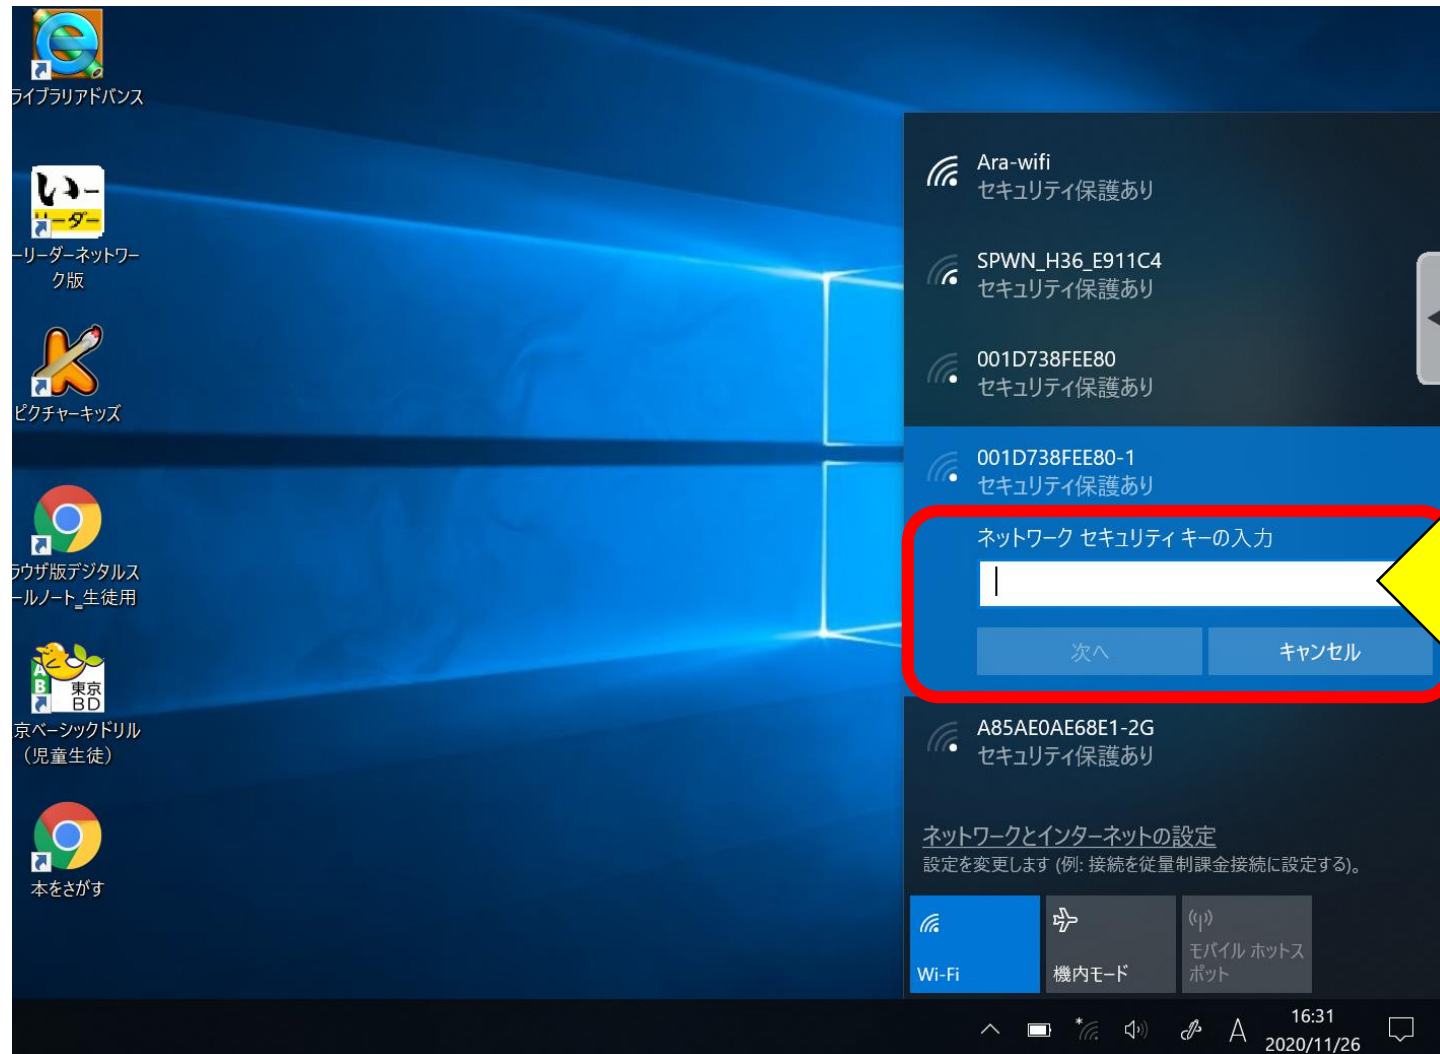 ライブラリアドバンス
いー
リーダー
ーリーダーネットワー
ク版
ピクチャーキッズ
ラウザ版デジタルス
ールノート_生徒用
A
B
東京
BD
京ベーシックドリル
（児童生徒）
本をさがす
Ara-wifi
セキュリティ保護あり
SPWN_H36_E911C4
セキュリティ保護あり
001D738FEE80
セキュリティ保護あり
001D738FEE80-1
セキュリティ保護あり
ネットワーク セキュリティ キーの入力
次へ
キャンセル
A85AE0AE68E1-2G
セキュリティ保護あり
ネットワークとインターネットの設定
設定を変更します (例: 接続を従量制課金接続に設定する)。
Wi-Fi
機内モード
モバイル ホットス
ポット
A
16:31
2020/11/26